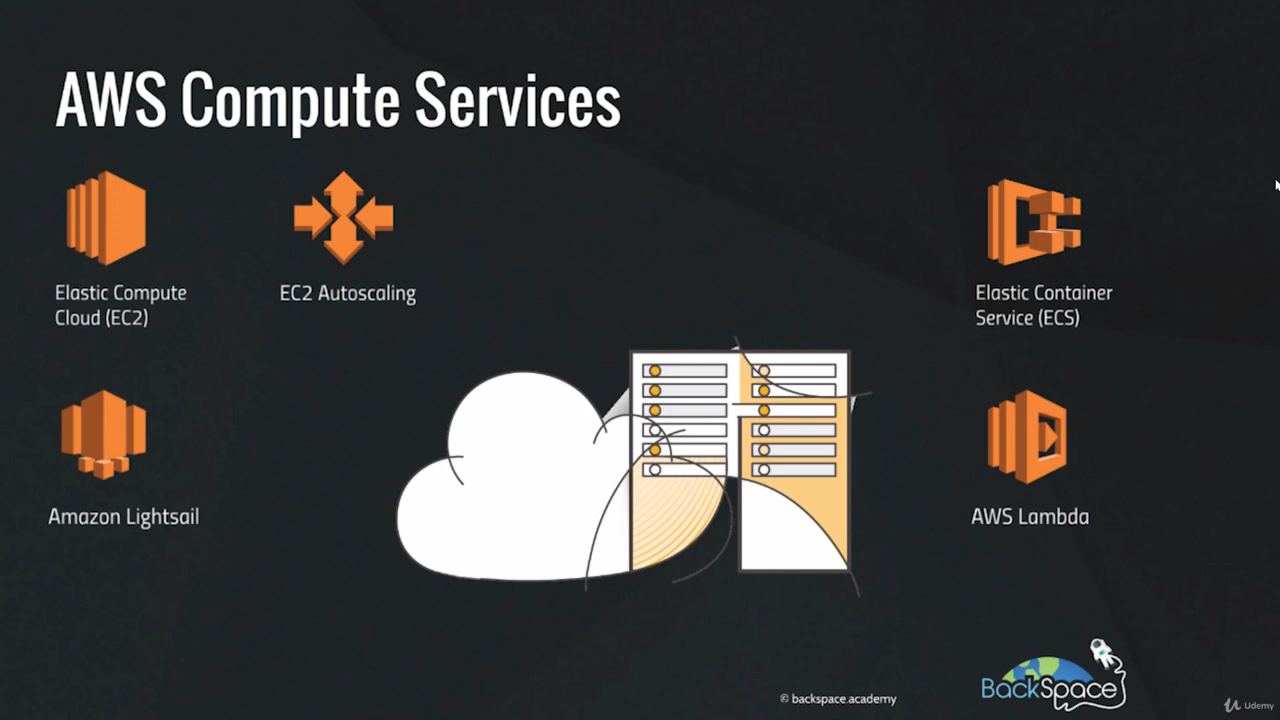 AWS Compute Services
Elastic Compute
Cloud (EC2)
EC2 Autoscaling
Elastic Container
Service (ECS)
Amazon Lightsail
AWS Lambda
© backspace.academy
BackSpace
Udemy